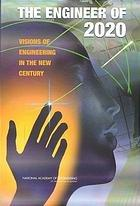 THE ENGINEER OF
2020
VISIONS OF
ENGINEERING IN
THE NEW
CENTURY
NATIONAL ACADEMY OF ENGINEERING